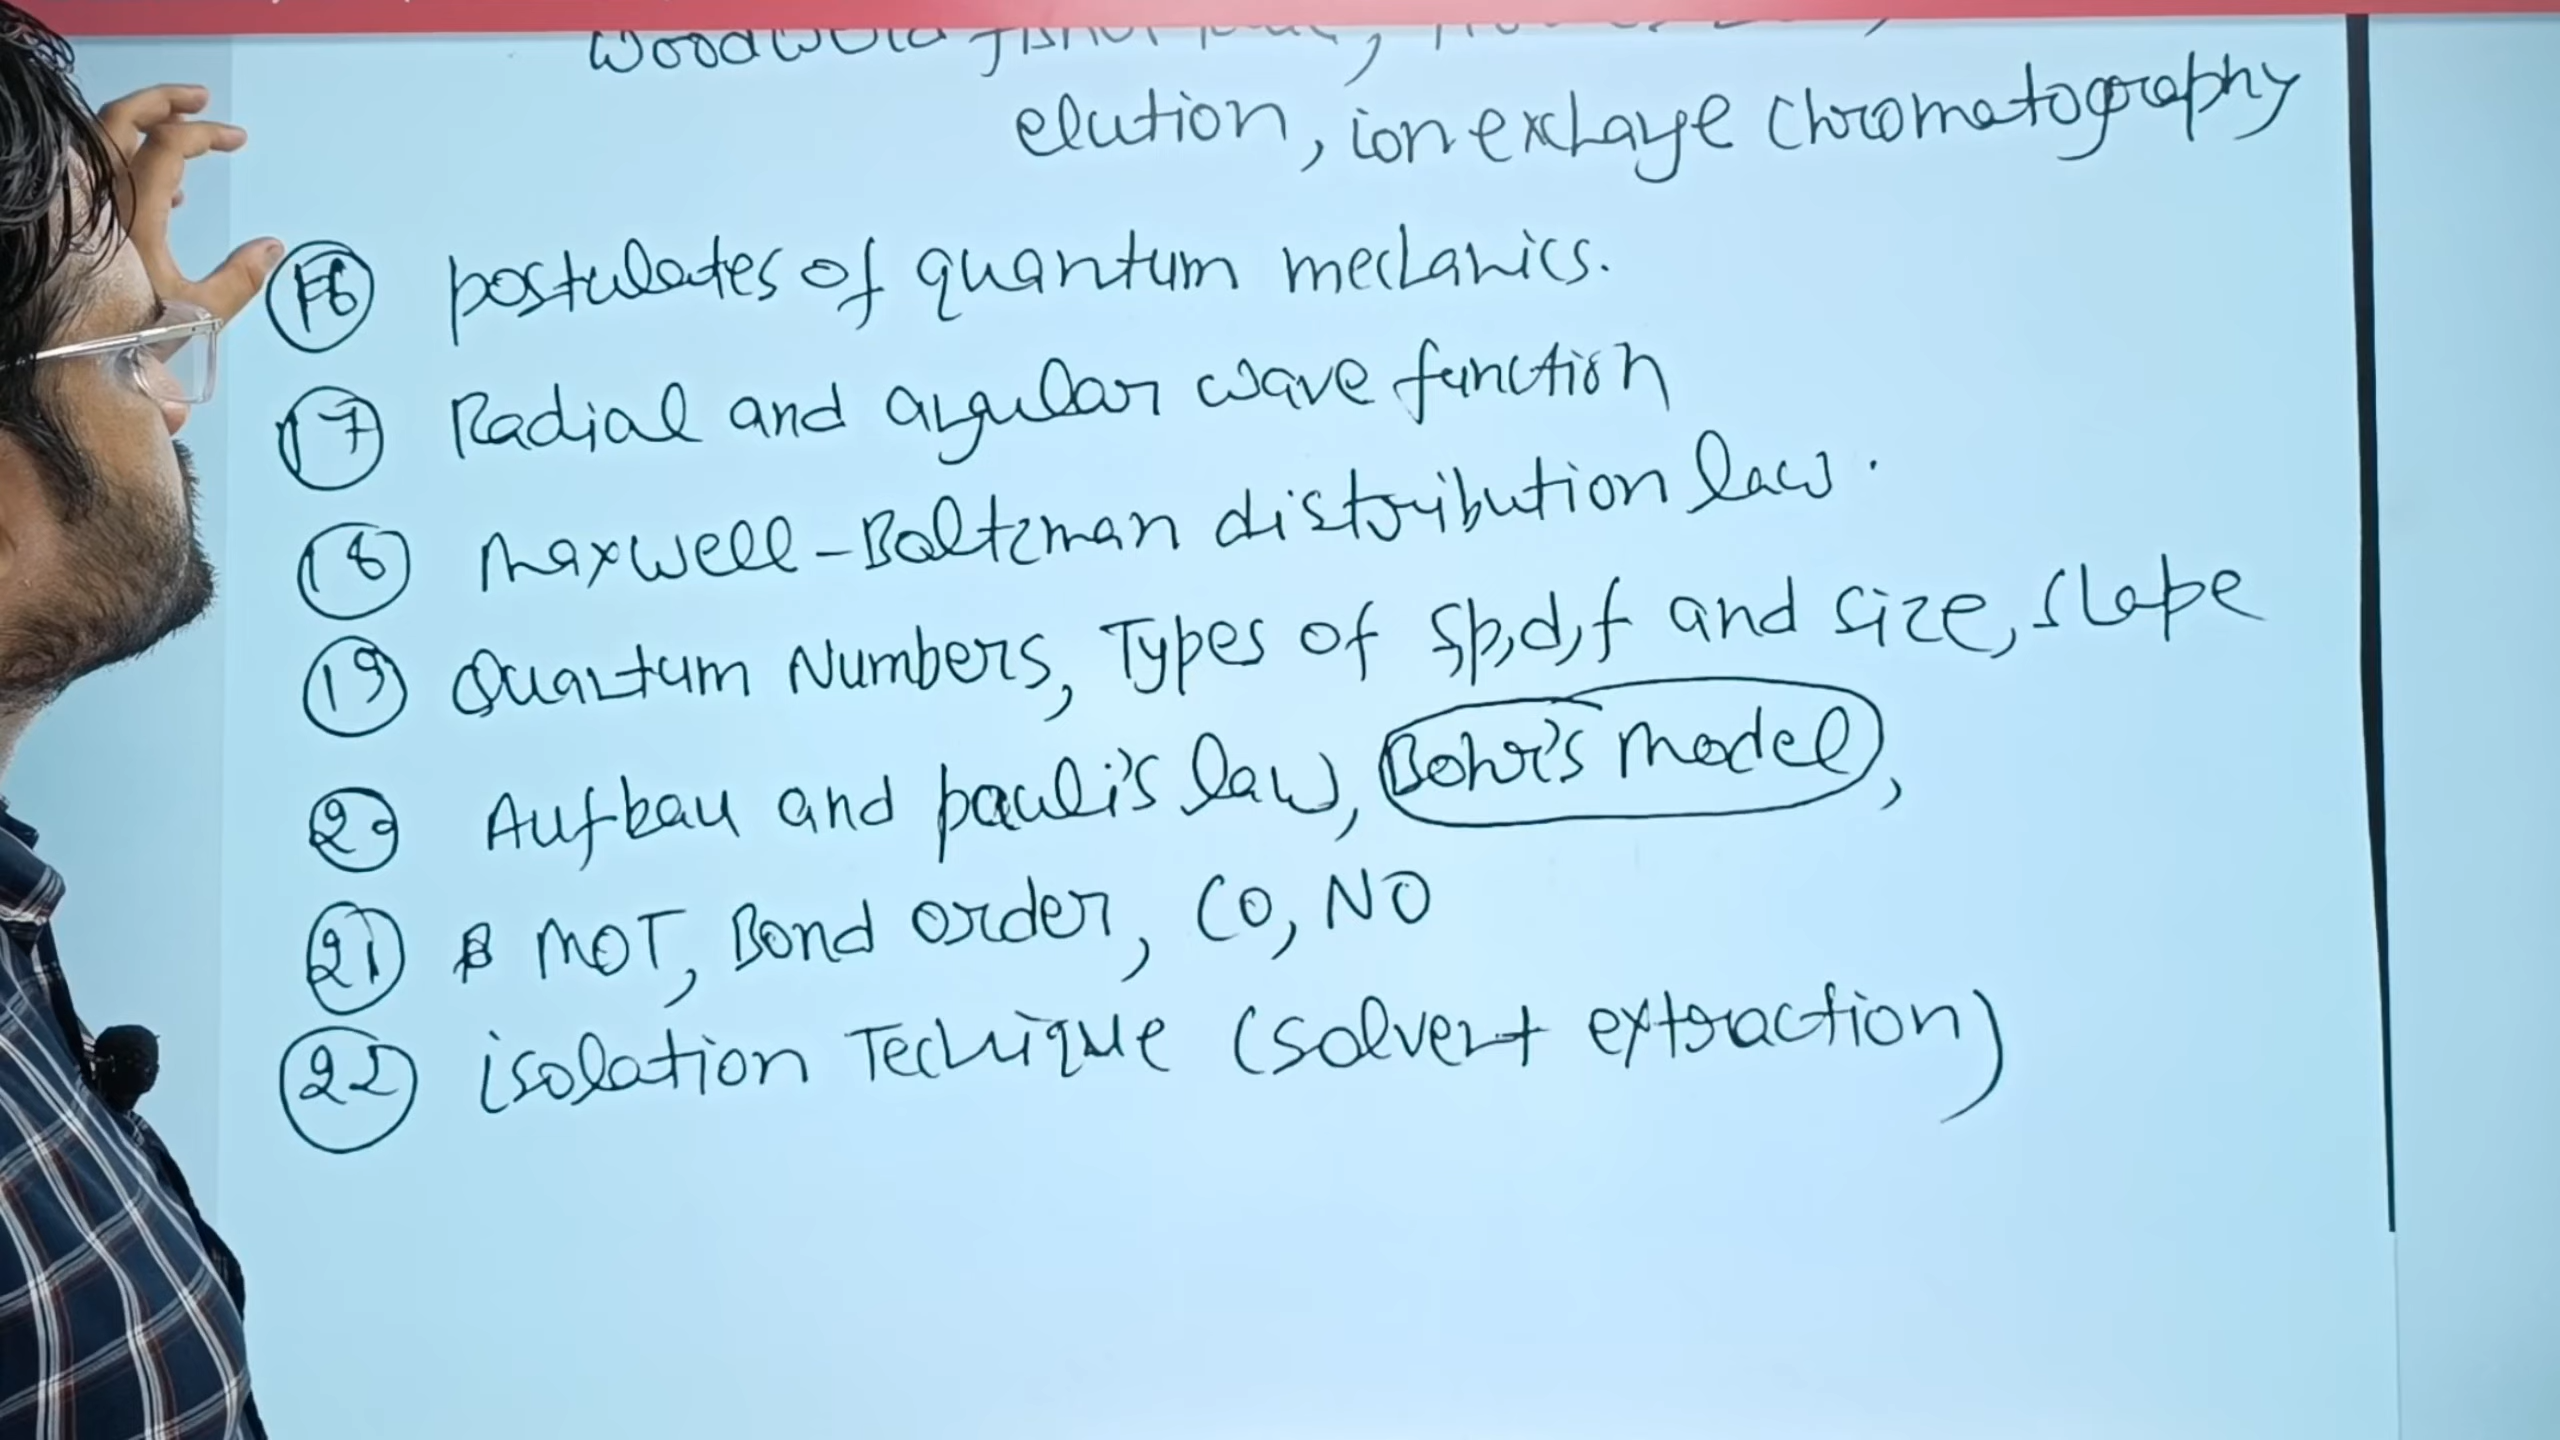 elution, ion exchange chromatography
16 postulates of quantum mechanics.
17 Radial and angular wave function
18 Maxwell-Boltzman distribution law.
19 Quantum Numbers, Types of s,p,d,f and size, shape
20 Aufbau and pauli's law, Bohr's model,
21 MOT, Bond order, CO, NO
22 isolation Technique (solvent extraction)